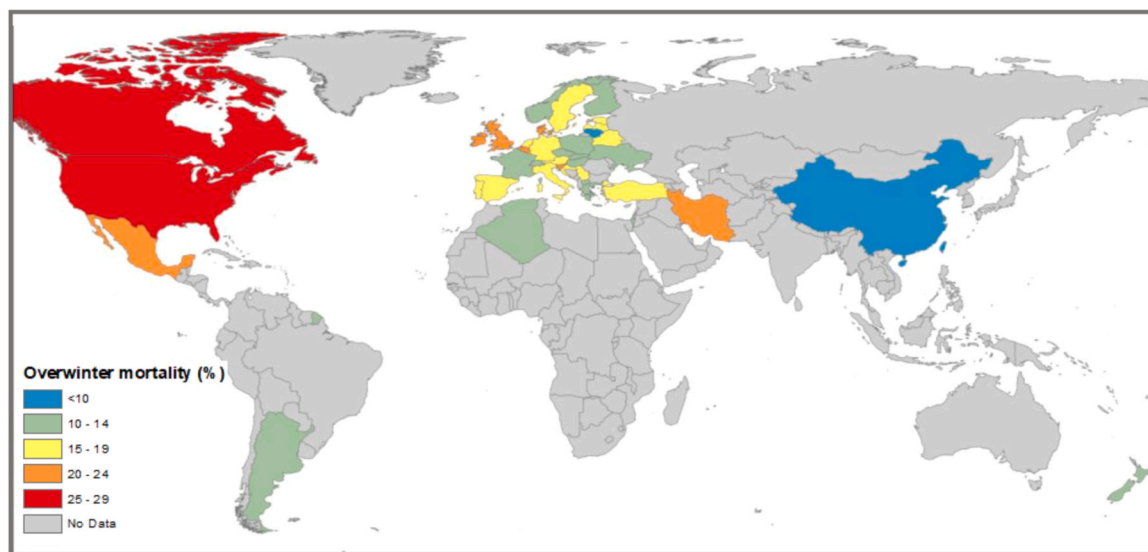 Overwinter mortality (%)
<10
10 - 14
15 - 19
20 - 24
25 - 29
No Data